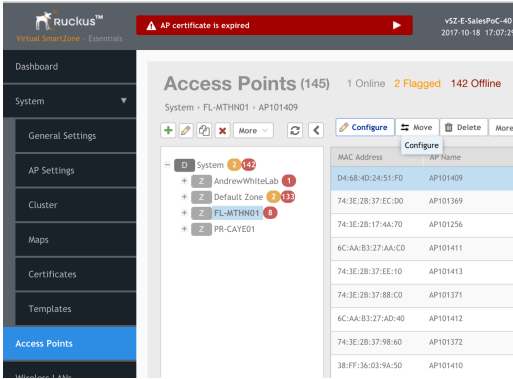 Ruckus™
Virtual SmartZone - Essentials
AP certificate is expired
vSZ-E-SalesPoC-40
2017-10-18 17:07:29
Dashboard
System
General Settings
AP Settings
Cluster
Maps
Certificates
Templates
Access Points
Wireless LANs
Access Points (145) 1 Online 2 Flagged 142 Offline
System › FL-MTHN01 › AP101409
More
Configure Move Delete More
Configure
D System 2 142
Z AndrewWhiteLab 1
Z Default Zone 2 133
Z FL-MTHN01 8
Z PR-CAYE01
MAC Address AP Name
D4:68:4D:24:51:F0 AP101409
74:3E:2B:37:EC:D0 AP101369
74:3E:2B:17:4A:70 AP101256
6C:AA:B3:27:AA:C0 AP101411
74:3E:2B:37:EE:10 AP101413
74:3E:2B:37:88:C0 AP101371
6C:AA:B3:27:AD:40 AP101412
74:3E:2B:37:98:60 AP101372
38:FF:36:03:9A:50 AP101410